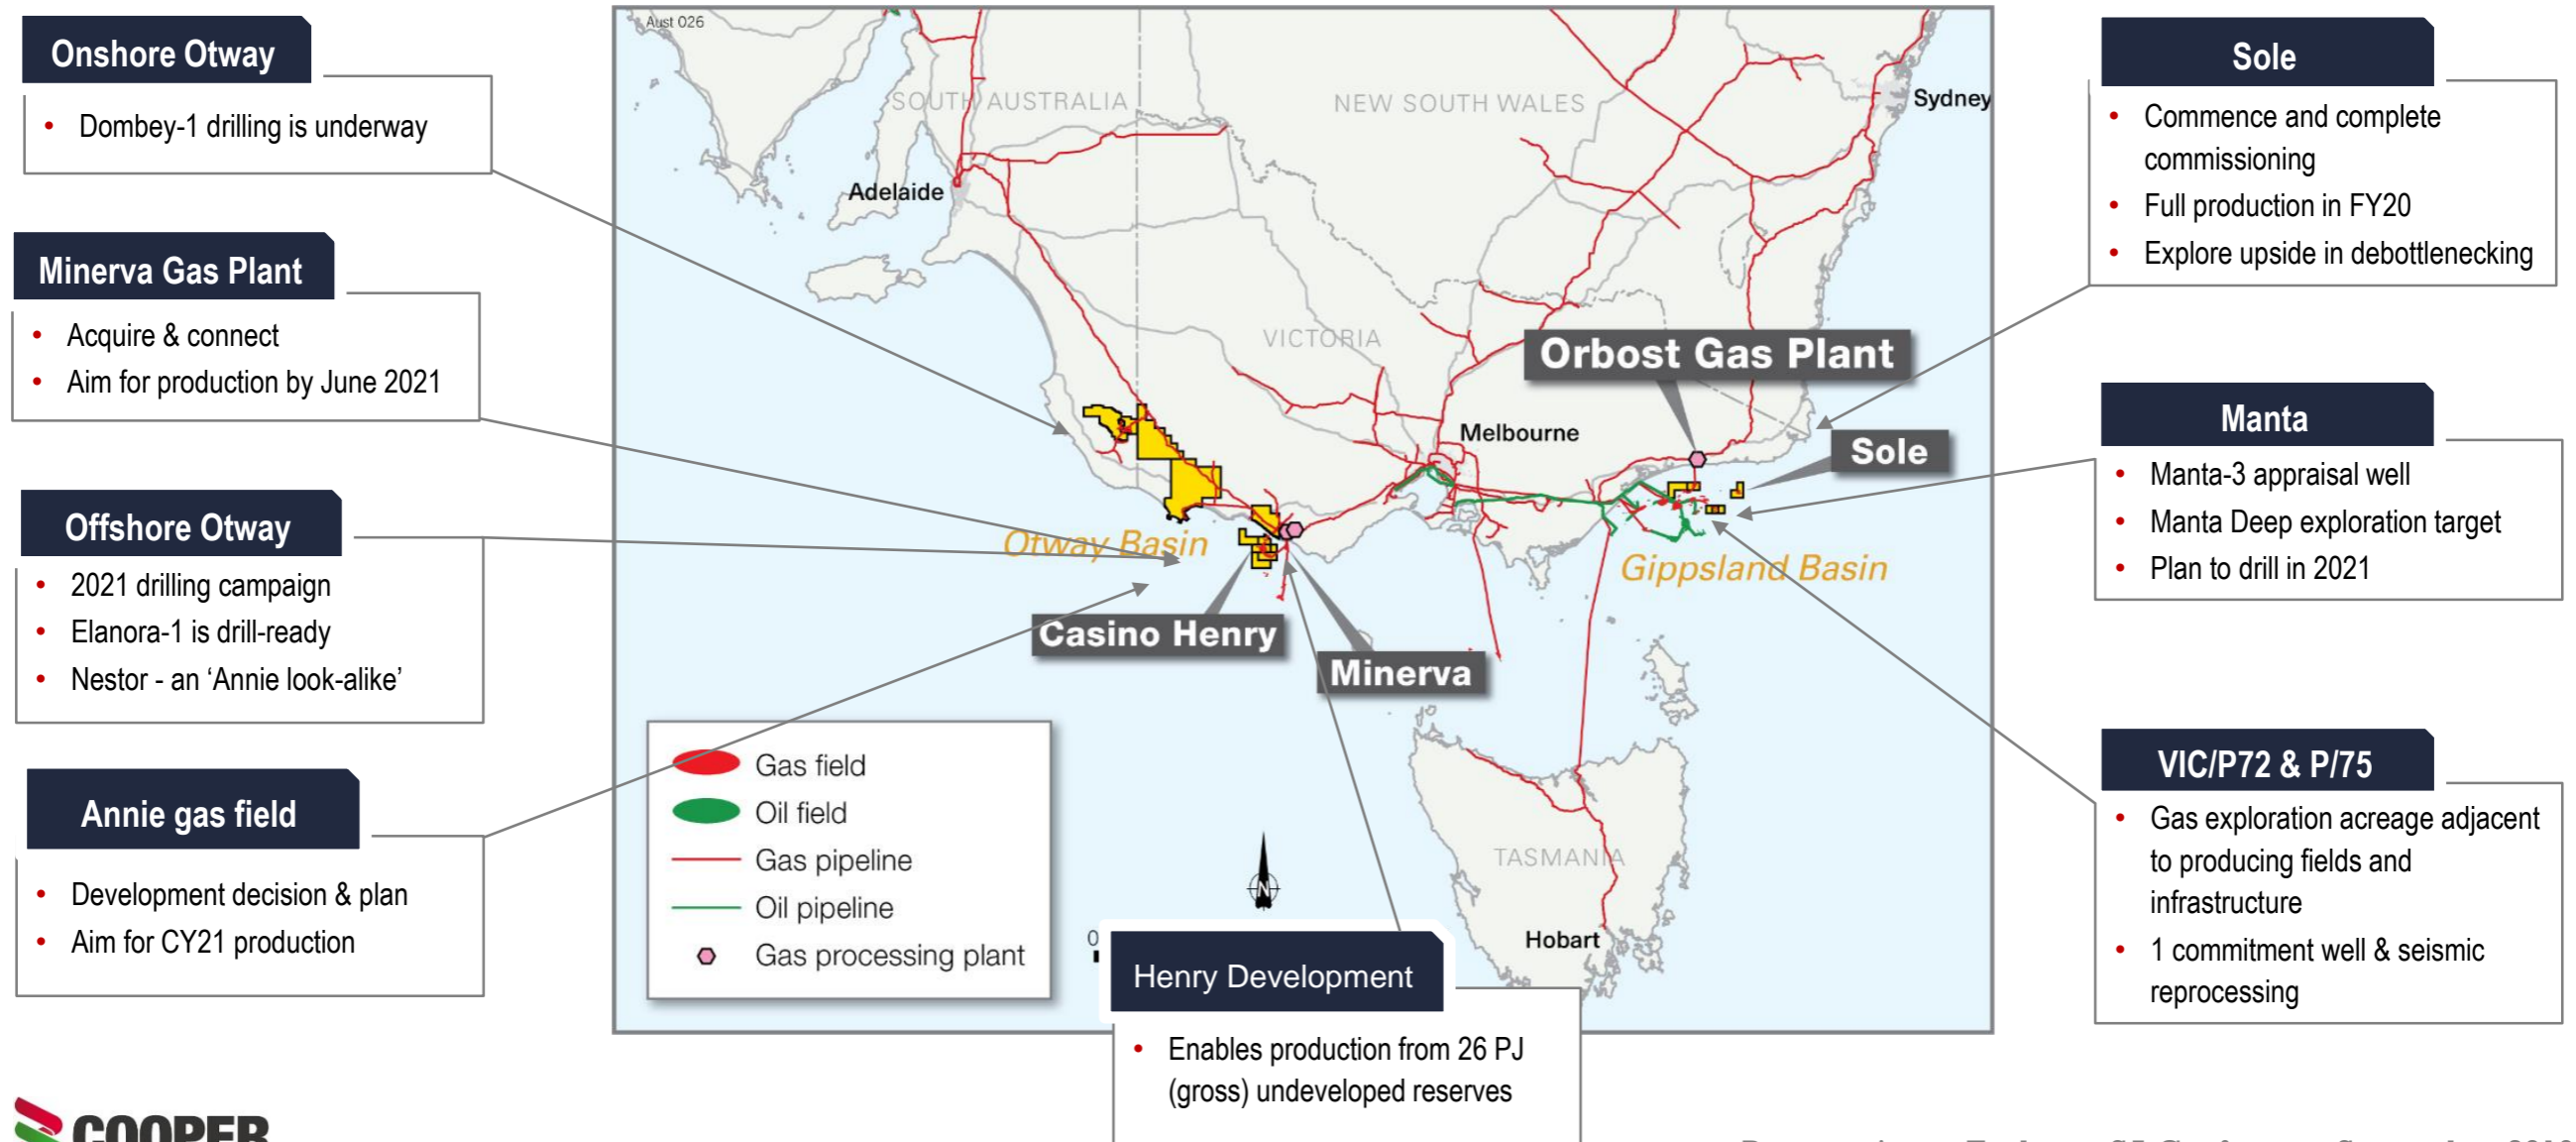 Onshore Otway
• Dombey-1 drilling is underway
Minerva Gas Plant
• Acquire & connect
• Aim for production by June 2021
Offshore Otway
• 2021 drilling campaign
• Elanora-1 is drill-ready
• Nestor - an ‘Annie look-alike’
Annie gas field
• Development decision & plan
• Aim for CY21 production
Aust 026
SOUTH AUSTRALIA
NEW SOUTH WALES
Sydney
Adelaide
VICTORIA
Orbost Gas Plant
Melbourne
Sole
Otway Basin
Gippsland Basin
Casino Henry
Minerva
Gas field
Oil field
Gas pipeline
Oil pipeline
Gas processing plant
N
0
TASMANIA
Hobart
Henry Development
• Enables production from 26 PJ
(gross) undeveloped reserves
Sole
• Commence and complete
commissioning
• Full production in FY20
• Explore upside in debottlenecking
Manta
• Manta-3 appraisal well
• Manta Deep exploration target
• Plan to drill in 2021
VIC/P72 & P/75
• Gas exploration acreage adjacent
to producing fields and
infrastructure
• 1 commitment well & seismic
reprocessing
COOPER